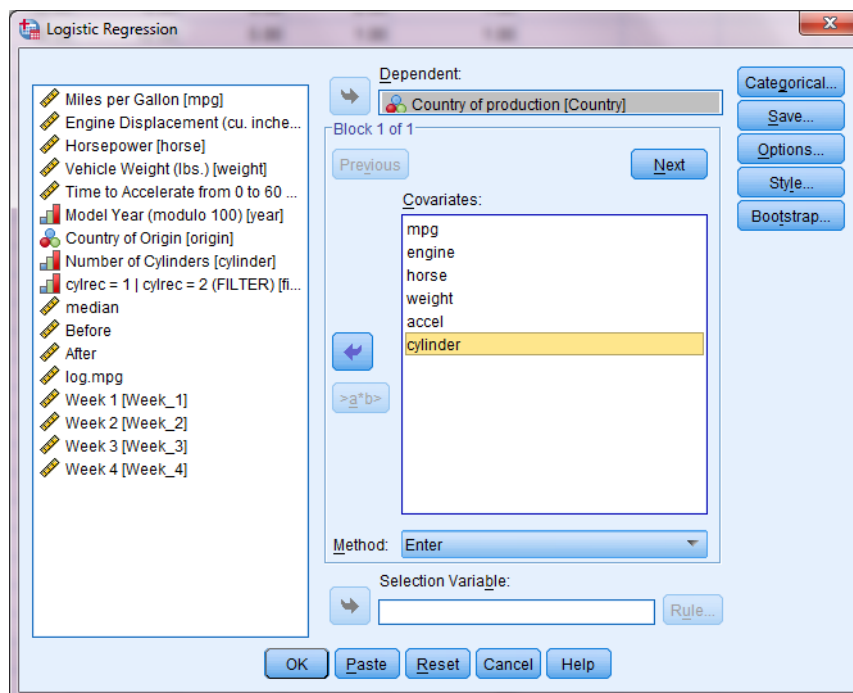 Logistic Regression
Miles per Gallon [mpg]
Engine Displacement (cu. inche...
Horsepower [horse]
Vehicle Weight (lbs.) [weight]
Time to Accelerate from 0 to 60 ...
Model Year (modulo 100) [year]
Country of Origin [origin]
Number of Cylinders [cylinder]
cylrec = 1 | cylrec = 2 (FILTER) [fi...
median
Before
After
log.mpg
Week 1 [Week_1]
Week 2 [Week_2]
Week 3 [Week_3]
Week 4 [Week_4]
Dependent:
Country of production [Country]
Block 1 of 1
Previous
Next
Covariates:
mpg
engine
horse
weight
accel
cylinder
>a*b>
Method:
Enter
Selection Variable:
Rule...
Categorical...
Save...
Options...
Style...
Bootstrap...
OK
Paste
Reset
Cancel
Help